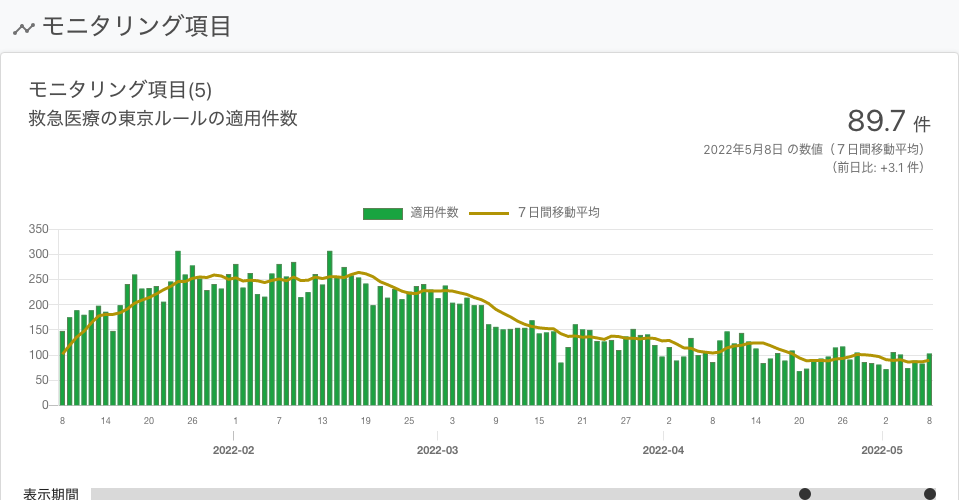 モニタリング項目
モニタリング項目(5)
救急医療の東京ルールの適用件数
89.7 件
2022年5月8日 の数値（７日間移動平均）
（前日比: +3.1 件）
適用件数 ７日間移動平均
350
300
250
200
150
100
50
0
8 14 20 26 1 7 13 19 25 3 9 15 21 27 2 8 14 20 26 2 8
2022-02 2022-03 2022-04 2022-05
表示期間